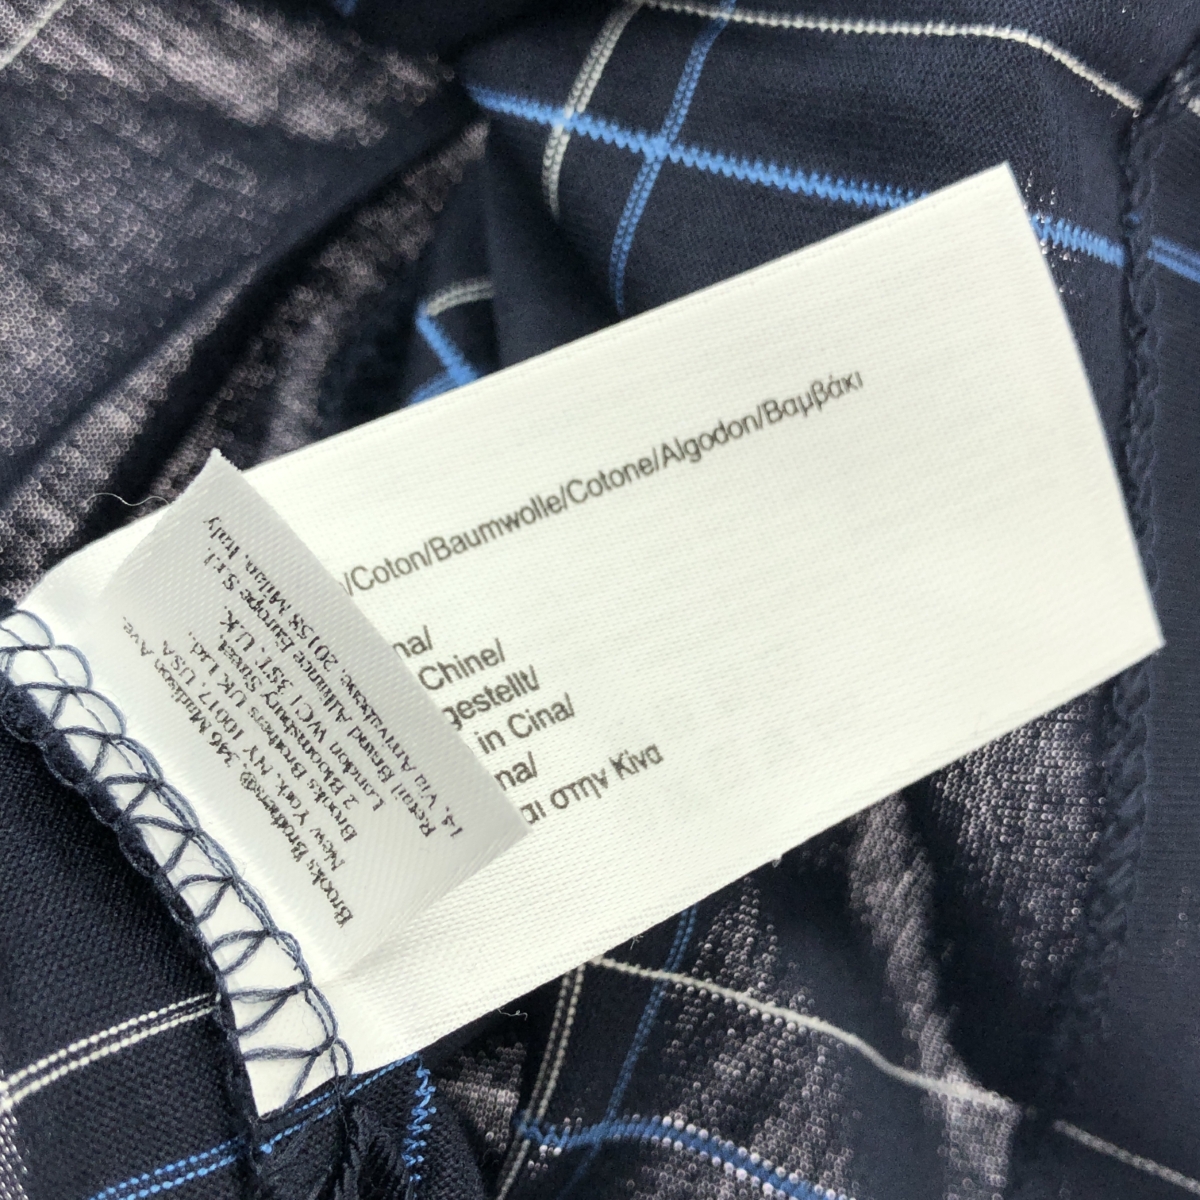 /Coton/Baumwolle/Cotone/Algodon/Βαμβάκι
na/
Chine/
gestellt/
in Cina/
na/
αι στην Κίνα
Brooks Brothers® 346 Madison Ave.
New York, NY 10017, USA
Brooks Brothers UK Ltd.,
2 Bloomsbury Street,
London WC1 3ST, U.K.
Retail Brand Alliance Europe S.r.l.
14, Via Arrivabene, 20158 Milan, Italy